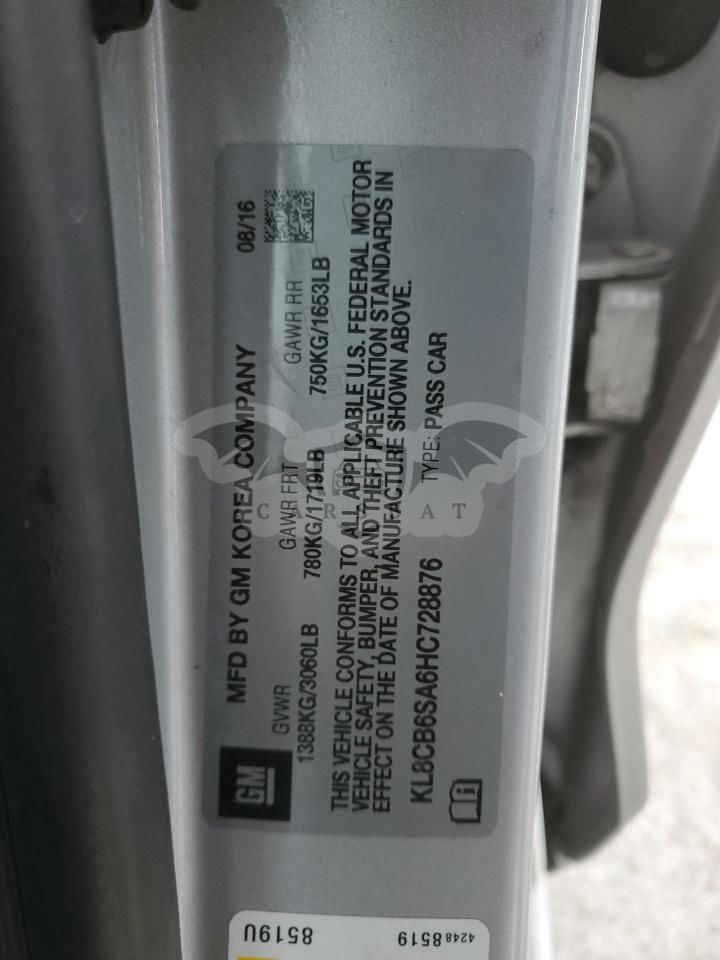 MFD BY GM KOREA COMPANY 08/16
GVWR GAWR FRT GAWR RR
1388KG/3060LB 780KG/1719LB 750KG/1653LB
THIS VEHICLE CONFORMS TO ALL APPLICABLE U.S. FEDERAL MOTOR
VEHICLE SAFETY, BUMPER, AND THEFT PREVENTION STANDARDS IN
EFFECT ON THE DATE OF MANUFACTURE SHOWN ABOVE.
KL8CB6SA6HC728876 TYPE: PASS CAR
GM
8519U
42488519